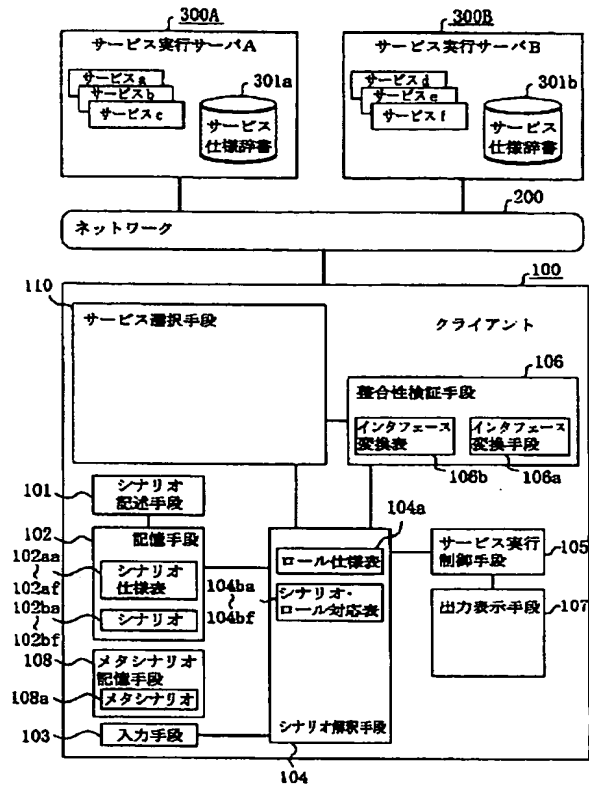 300A
サービス実行サーバA
サービスa
サービスb
サービスc
301a
サービス
仕様辞書
300B
サービス実行サーバB
サービスd
サービスe
サービスf
301b
サービス
仕様辞書
200
ネットワーク
100
クライアント
110
サービス選択手段
106
整合性検証手段
インタフェース
変換表
106b
インタフェース
変換手段
106a
101
シナリオ
記述手段
102
記憶手段
102aa
~
102af
シナリオ
仕様表
102ba
~
102bf
シナリオ
108
メタシナリオ
記憶手段
108a
メタシナリオ
103
入力手段
104a
ロール仕様表
104ba
~
104bf
シナリオ・
ロール対応表
シナリオ解釈手段
104
サービス実行
制御手段
105
出力表示手段
107